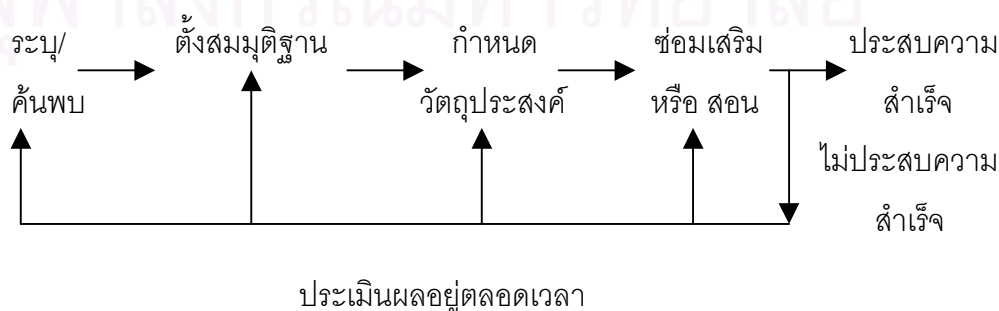 ระบุ/ ตั้งสมมุติฐาน กำหนด ซ่อมเสริม ประสบความ
ค้นพบ วัตถุประสงค์ หรือ สอน สำเร็จ
ไม่ประสบความ
สำเร็จ
ประเมินผลอยู่ตลอดเวลา